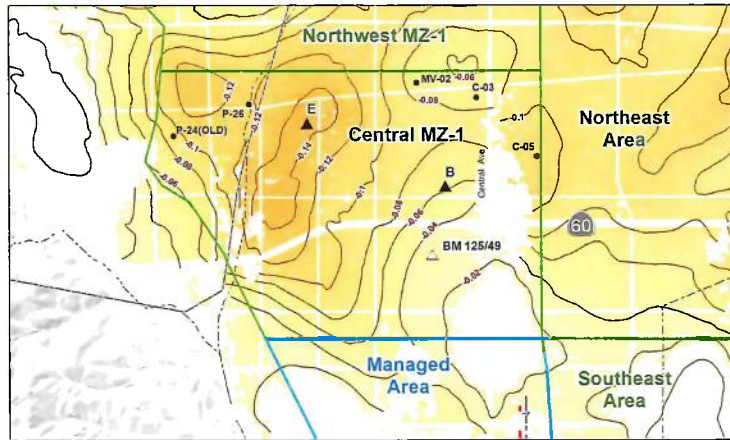 Northwest MZ-1
-0.06
MV-02
-0.12
-0.08
C-03
P-26
-0.12
E
Northeast
Area
-0.1
P-24(OLD)
Central MZ-1
-0.1
-0.14
C-05
-0.08
-0.12
-0.06
-0.1
B
Central Ave
-0.08
-0.06
-0.04
60
BM 125/49
-0.02
Managed
Area
Southeast
Area